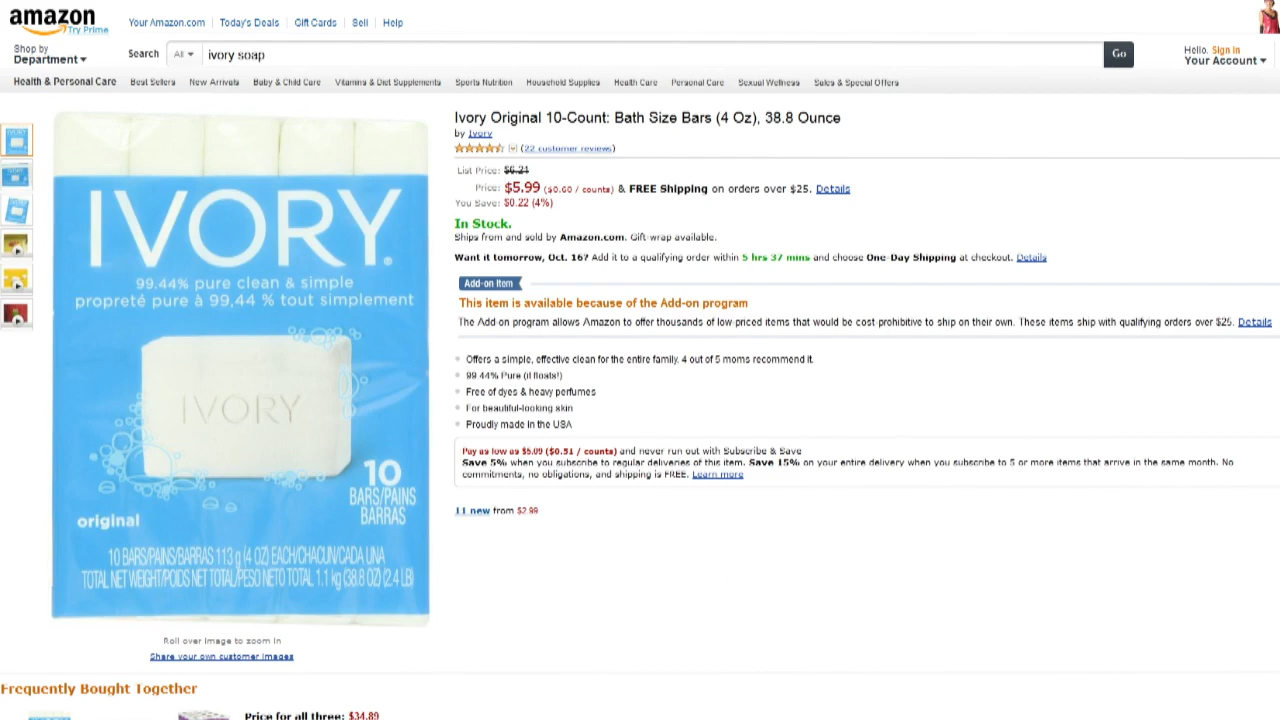 amazon
Try Prime
Your Amazon.com
Today's Deals
Gift Cards
Sell
Help
Shop by
Department
Search
All
ivory soap
Go
Hello. Sign in
Your Account
Health & Personal Care
Best Sellers
New Arrivals
Baby & Child Care
Vitamins & Diet Supplements
Sports Nutrition
Household Supplies
Health Care
Personal Care
Sexual Wellness
Sales & Special Offers
IVORY
99.44% pure clean & simple
propreté pure à 99,44 % tout simplement
IVORY
10
BARS/PAINS
BARRAS
original
10 BARS/PAINS/BARRAS 113 g (4 OZ) EACH/CHACUN/CADA UNA
TOTAL NET WEIGHT/POIDS NET TOTAL/PESO NETO TOTAL 1.1 kg (38.8 OZ) (2.4 LB)
Roll over image to zoom in
Share your own customer images
Ivory Original 10-Count: Bath Size Bars (4 Oz), 38.8 Ounce
by Ivory
(22 customer reviews)
List Price: $6.21
Price: $5.99 ($0.60 / counts) & FREE Shipping on orders over $25. Details
You Save: $0.22 (4%)
In Stock.
Ships from and sold by Amazon.com. Gift-wrap available.
Want it tomorrow, Oct. 16? Add it to a qualifying order within 5 hrs 37 mins and choose One-Day Shipping at checkout. Details
Add-on Item
This item is available because of the Add-on program
The Add-on program allows Amazon to offer thousands of low-priced items that would be cost-prohibitive to ship on their own. These items ship with qualifying orders over $25. Details
Offers a simple, effective clean for the entire family. 4 out of 5 moms recommend it.
99.44% Pure (it floats!)
Free of dyes & heavy perfumes
For beautiful-looking skin
Proudly made in the USA
Pay as low as $5.09 ($0.51 / counts) and never run out with Subscribe & Save
Save 5% when you subscribe to regular deliveries of this item. Save 15% on your entire delivery when you subscribe to 5 or more items that arrive in the same month. No
commitments, no obligations, and shipping is FREE. Learn more
11 new from $2.99
Frequently Bought Together
Price for all three: $34.89